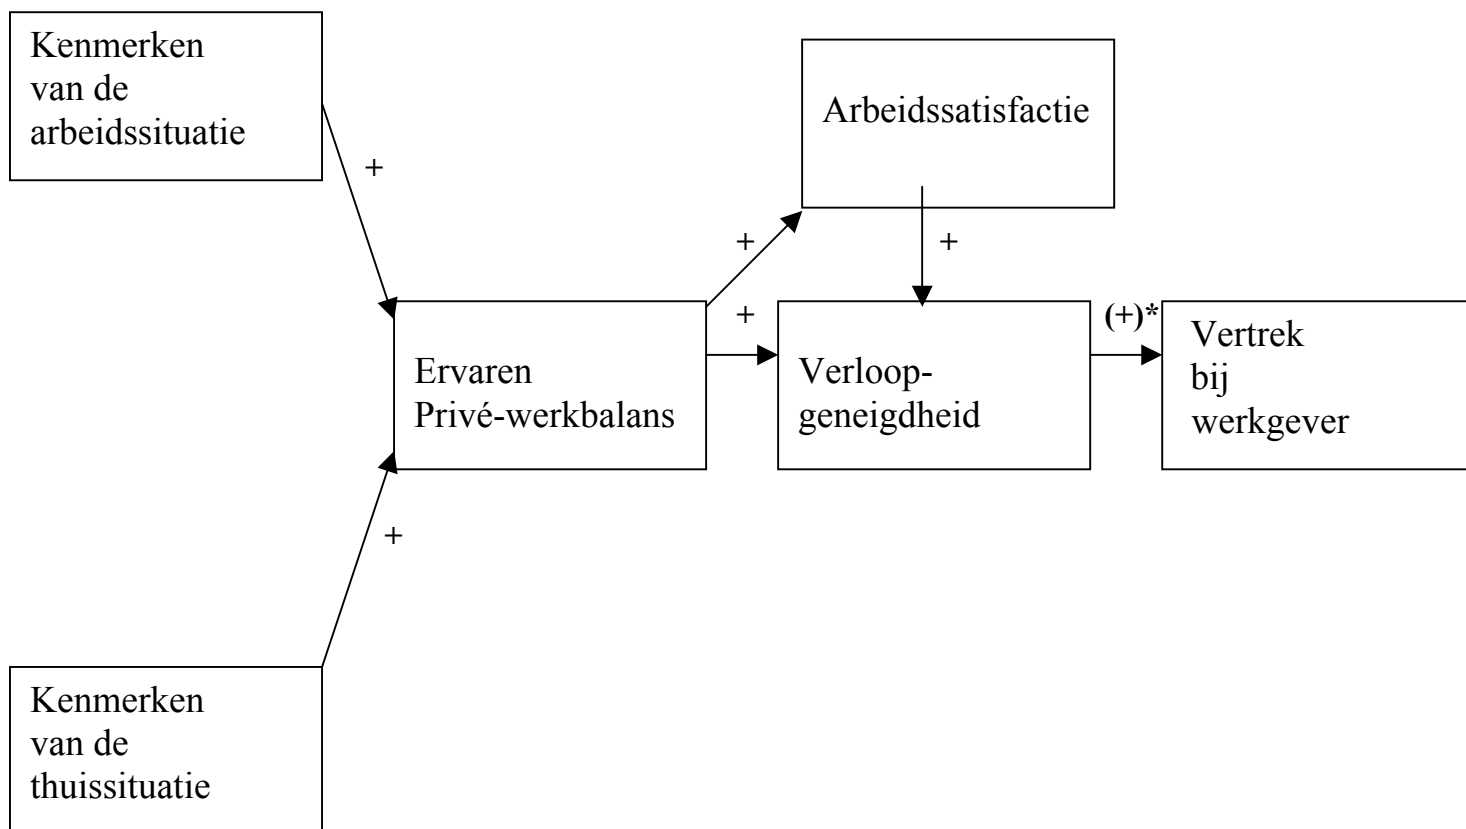 Kenmerken
van de
arbeidssituatie
+
Arbeidssatisfactie
+
+
+
(+)*
Ervaren
Privé-werkbalans
Verloop-
geneigdheid
Vertrek
bij
werkgever
+
Kenmerken
van de
thuissituatie